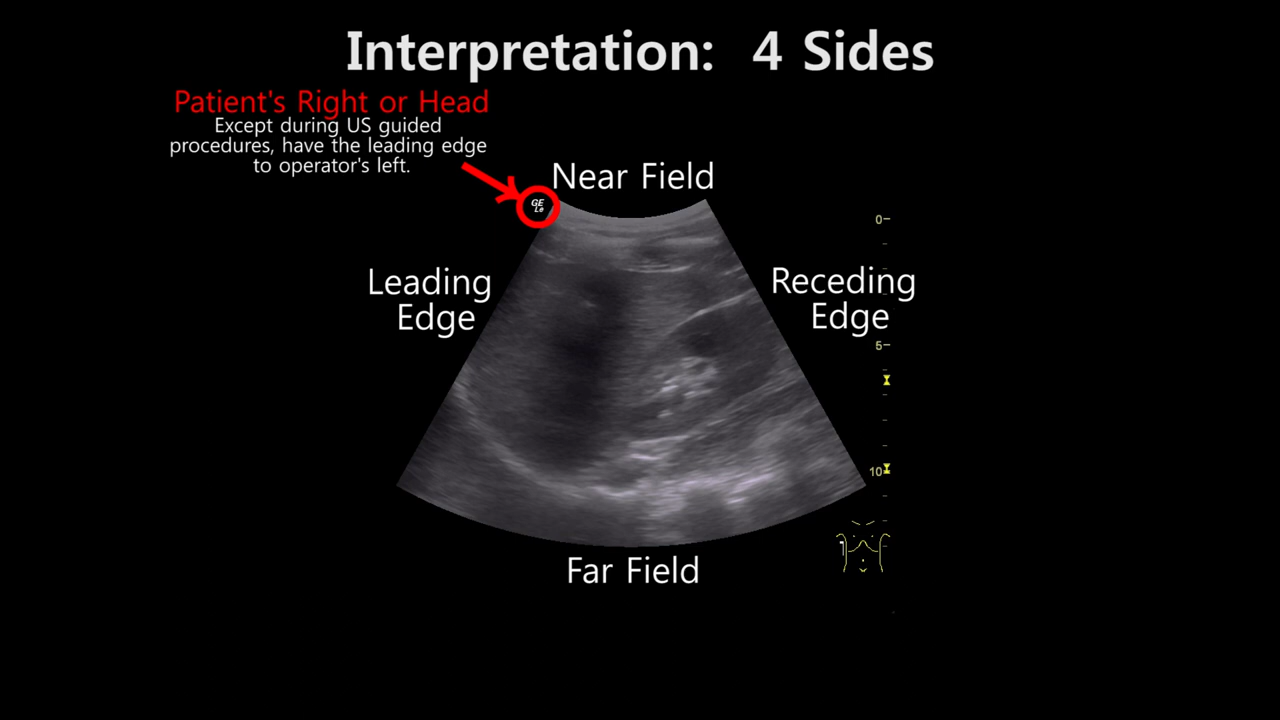 Interpretation: 4 Sides
Patient's Right or Head
Except during US guided
procedures, have the leading edge
to operator's left.
Near Field
GE
Le
Leading
Edge
Receding
Edge
0
5
10
Far Field